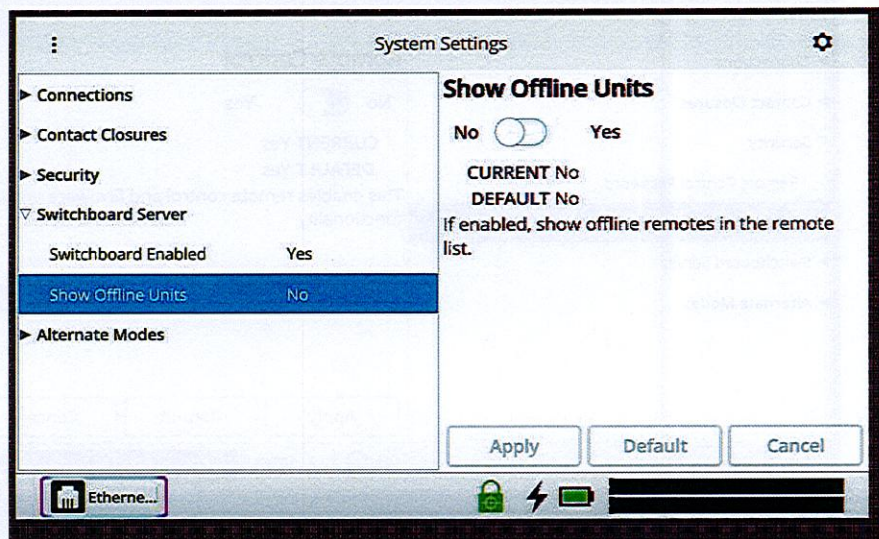 System Settings
Connections
Contact Closures
Security
Switchboard Server
Switchboard Enabled Yes
Show Offline Units No
Alternate Modes
Show Offline Units
No Yes
CURRENT No
DEFAULT No
If enabled, show offline remotes in the remote
list.
Apply Default Cancel
Etherne...